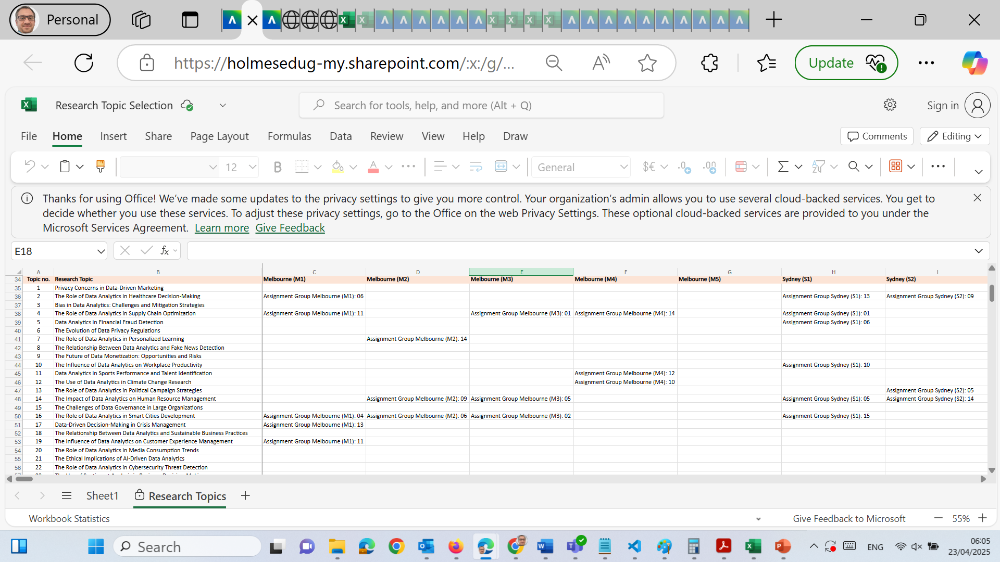 Personal
https://holmesedug-my.sharepoint.com/:x:/g/...
Update
Research Topic Selection
Search for tools, help, and more (Alt + Q)
Sign in
File Home Insert Share Page Layout Formulas Data Review View Help Draw
Comments Editing
12 General
Thanks for using Office! We've made some updates to the privacy settings to give you more control. Your organization's admin allows you to use several cloud-backed services. You get to
decide whether you use these services. To adjust these privacy settings, go to the Office on the web Privacy Settings. These optional cloud-backed services are provided to you under the
Microsoft Services Agreement. Learn more Give Feedback
E18 fx
A B C D E F G H I
34 Topic no. Research Topic Melbourne (M1) Melbourne (M2) Melbourne (M3) Melbourne (M4) Melbourne (M5) Sydney (S1) Sydney (S2)
35 1 Privacy Concerns in Data-Driven Marketing
36 2 The Role of Data Analytics in Healthcare Decision-Making Assignment Group Melbourne (M1): 06 Assignment Group Sydney (S1): 13 Assignment Group Sydney (S2): 09
37 3 Bias in Data Analytics: Challenges and Mitigation Strategies
38 4 The Role of Data Analytics in Supply Chain Optimization Assignment Group Melbourne (M1): 11 Assignment Group Melbourne (M3): 01 Assignment Group Melbourne (M4): 14 Assignment Group Sydney (S1): 01
39 5 Data Analytics in Financial Fraud Detection Assignment Group Sydney (S1): 06
40 6 The Evolution of Data Privacy Regulations
41 7 The Role of Data Analytics in Personalized Learning Assignment Group Melbourne (M2): 14
42 8 The Relationship Between Data Analytics and Fake News Detection
43 9 The Future of Data Monetization: Opportunities and Risks
44 10 The Influence of Data Analytics on Workplace Productivity Assignment Group Sydney (S1): 10
45 11 Data Analytics in Sports Performance and Talent Identification Assignment Group Melbourne (M4): 12
46 12 The Use of Data Analytics in Climate Change Research Assignment Group Melbourne (M4): 10
47 13 The Role of Data Analytics in Political Campaign Strategies Assignment Group Sydney (S2): 05
48 14 The Impact of Data Analytics on Human Resource Management Assignment Group Melbourne (M2): 09 Assignment Group Melbourne (M3): 05 Assignment Group Sydney (S1): 05 Assignment Group Sydney (S2): 14
49 15 The Challenges of Data Governance in Large Organizations
50 16 The Role of Data Analytics in Smart Cities Development Assignment Group Melbourne (M1): 04 Assignment Group Melbourne (M2): 06 Assignment Group Melbourne (M3): 02 Assignment Group Sydney (S1): 15
51 17 Data-Driven Decision-Making in Crisis Management Assignment Group Melbourne (M1): 13
52 18 The Relationship Between Data Analytics and Sustainable Business Practices
53 19 The Influence of Data Analytics on Customer Experience Management Assignment Group Melbourne (M1): 11
54 20 The Role of Data Analytics in Media Consumption Trends
55 21 The Ethical Implications of AI-Driven Data Analytics
56 22 The Role of Data Analytics in Cybersecurity Threat Detection
Sheet1 Research Topics
Workbook Statistics Give Feedback to Microsoft 55%
Search ENG 06:05
23/04/2025